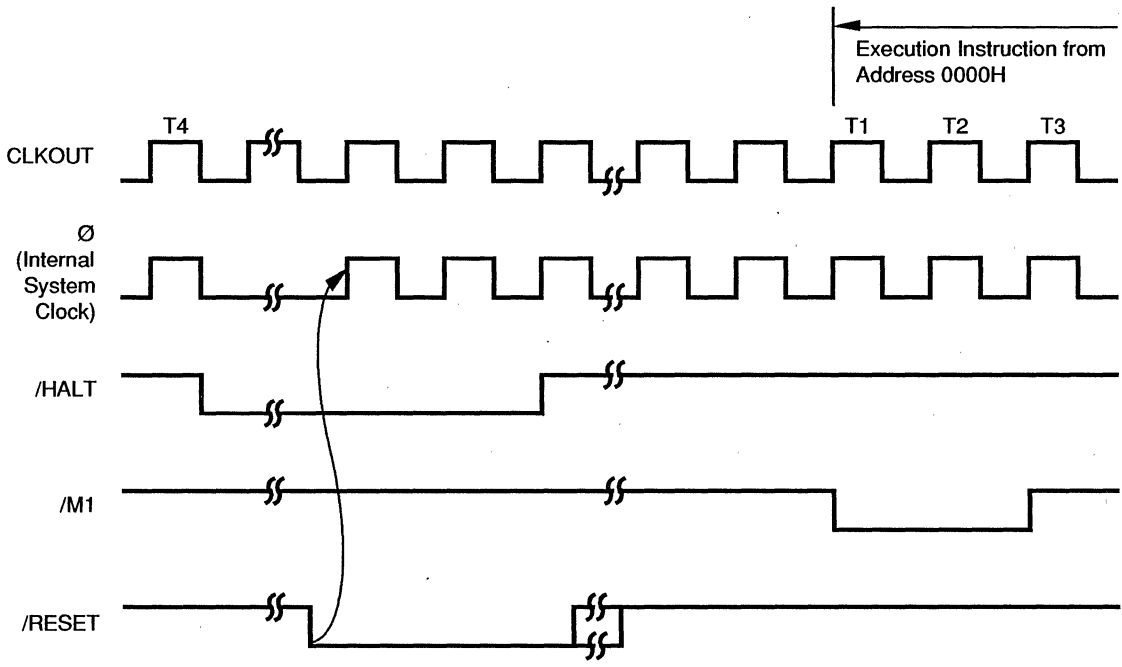 Execution Instruction from
Address 0000H
T4
T1
T2
T3
CLKOUT
Ø
(Internal
System
Clock)
/HALT
/M1
/RESET